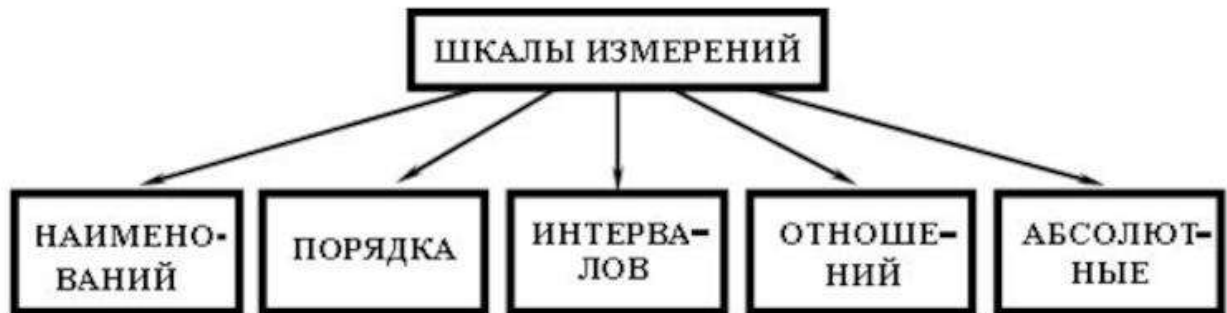 ШКАЛЫ ИЗМЕРЕНИЙ
НАИМЕНО-
ВАНИЙ
ПОРЯДКА
ИНТЕРВА-
ЛОВ
ОТНОШЕ-
НИЙ
АБСОЛЮТ-
НЫЕ